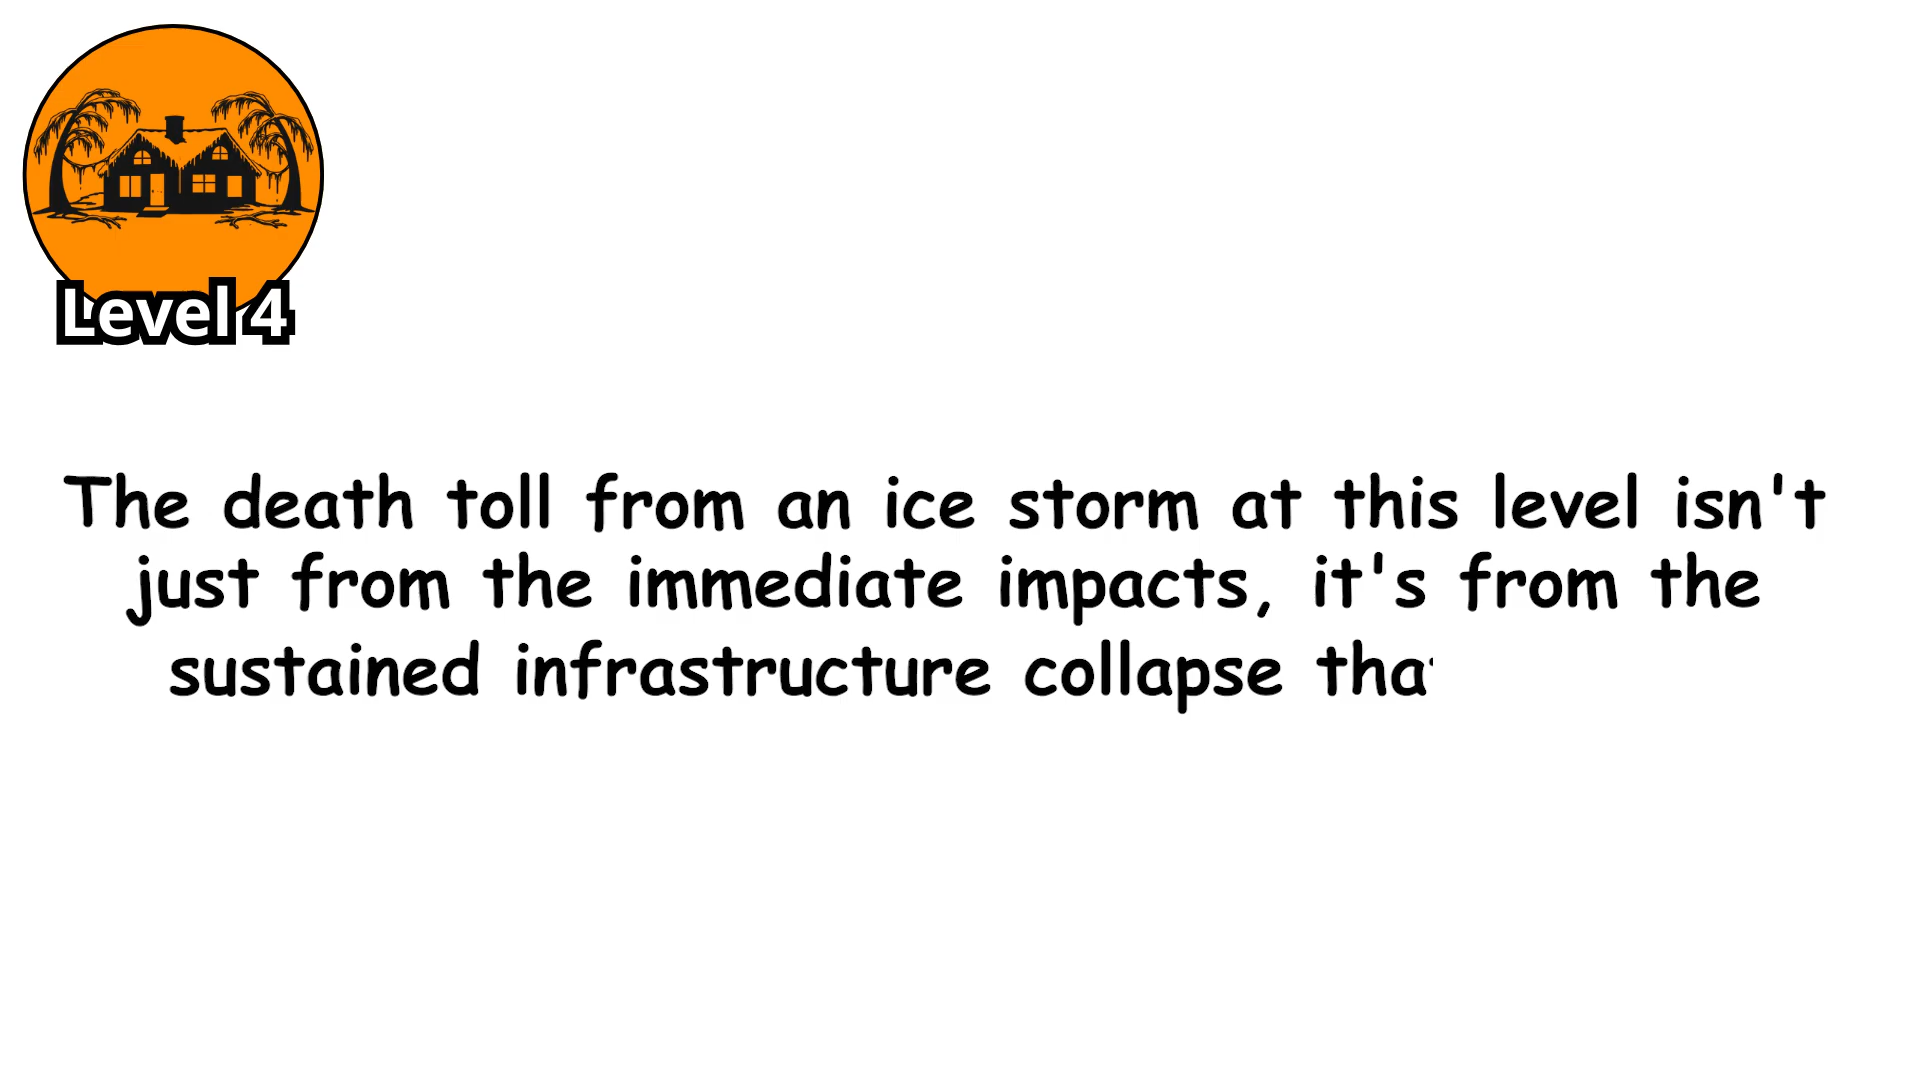 Level 4
The death toll from an ice storm at this level isn't
just from the immediate impacts, it's from the
sustained infrastructure collapse